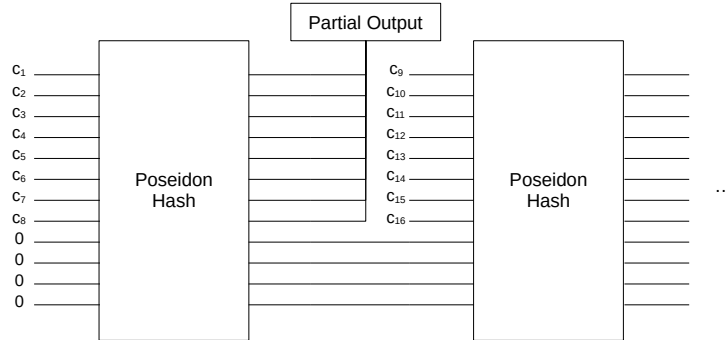 Partial Output
c₁
c₂
c₃
c₄
c₅
c₆
c₇
c₈
0
0
0
0
Poseidon
Hash
c₉
c₁₀
c₁₁
c₁₂
c₁₃
c₁₄
c₁₅
c₁₆
Poseidon
Hash
..